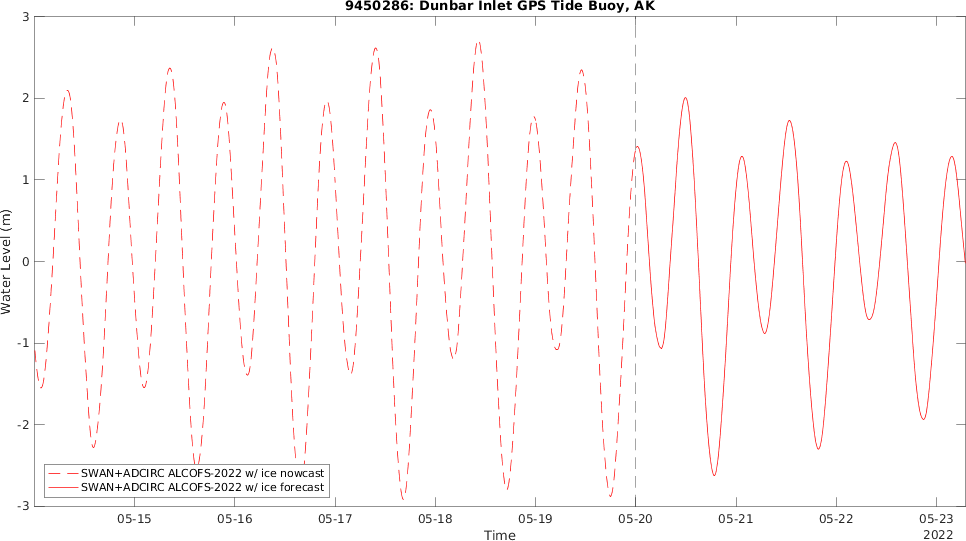 9450286: Dunbar Inlet GPS Tide Buoy, AK
3
2
1
0
-1
-2
-3
Water Level (m)
SWAN+ADCIRC ALCOFS-2022 w/ ice nowcast
SWAN+ADCIRC ALCOFS-2022 w/ ice forecast
05-15 05-16 05-17 05-18 05-19 05-20 05-21 05-22 05-23
Time
2022